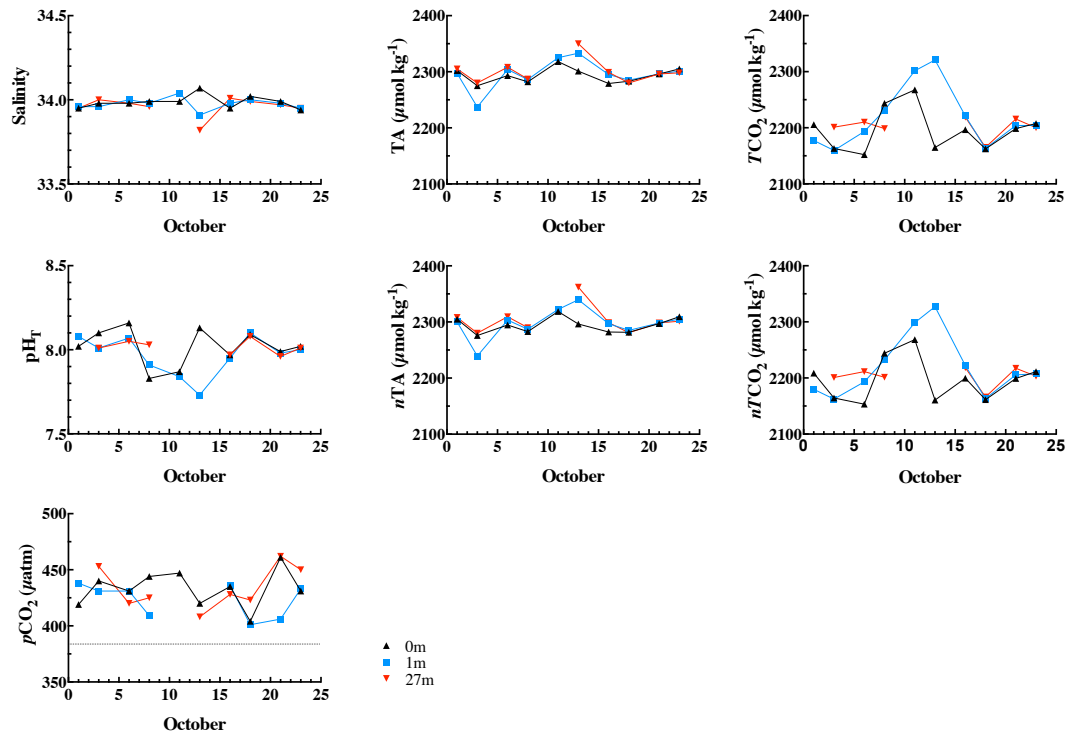 34.5
34.0
33.5
Salinity
0 5 10 15 20 25
October
2400
2300
2200
2100
TA (µmol kg⁻¹)
0 5 10 15 20 25
October
2400
2300
2200
2100
TCO₂ (µmol kg⁻¹)
0 5 10 15 20 25
October
8.5
8.0
7.5
pH_T
0 5 10 15 20 25
October
2400
2300
2200
2100
nTA (µmol kg⁻¹)
0 5 10 15 20 25
October
2400
2300
2200
2100
nTCO₂ (µmol kg⁻¹)
0 5 10 15 20 25
October
500
450
400
350
pCO₂ (µatm)
0 5 10 15 20 25
October
0m
1m
27m